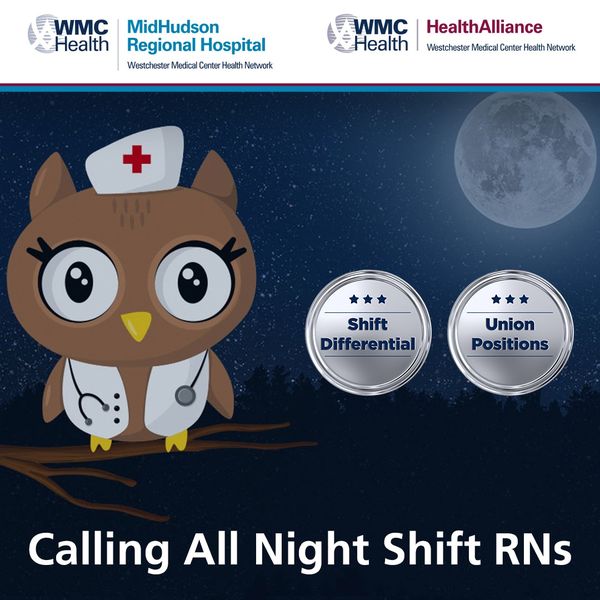 WMC
Health
MidHudson
Regional Hospital
Westchester Medical Center Health Network
WMC
Health
HealthAlliance
Westchester Medical Center Health Network
Shift
Differential
Union
Positions
Calling All Night Shift RNs